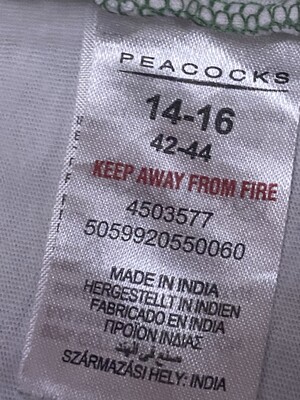 PEACOCKS
14-16
42-44
KEEP AWAY FROM FIRE
4503577
5059920550060
MADE IN INDIA
HERGESTELLT IN INDIEN
FABRICADO EN INDIA
ΠΡΟΪΟΝ ΙΝΔΙΑΣ
صنع في الهند
SZÁRMAZÁSI HELY: INDIA